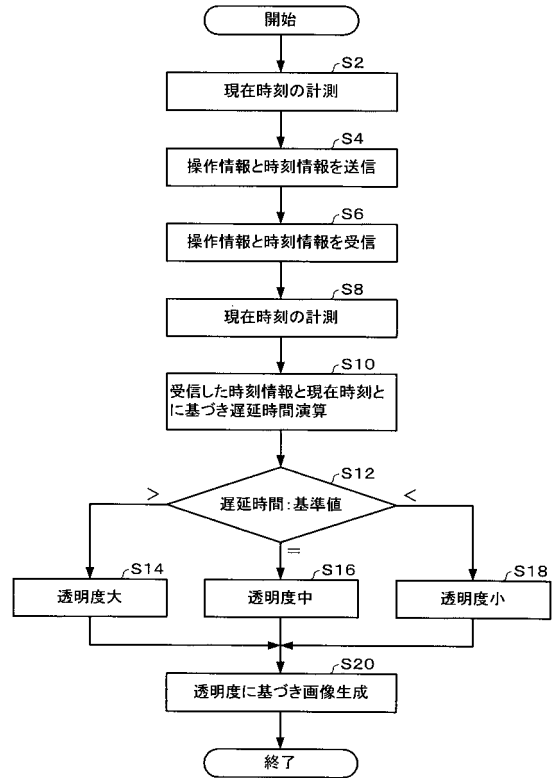 開始
S2
現在時刻の計測
S4
操作情報と時刻情報を送信
S6
操作情報と時刻情報を受信
S8
現在時刻の計測
S10
受信した時刻情報と現在時刻と
に基づき遅延時間演算
S12
遅延時間:基準値
>
<
=
S14
透明度大
S16
透明度中
S18
透明度小
S20
透明度に基づき画像生成
終了